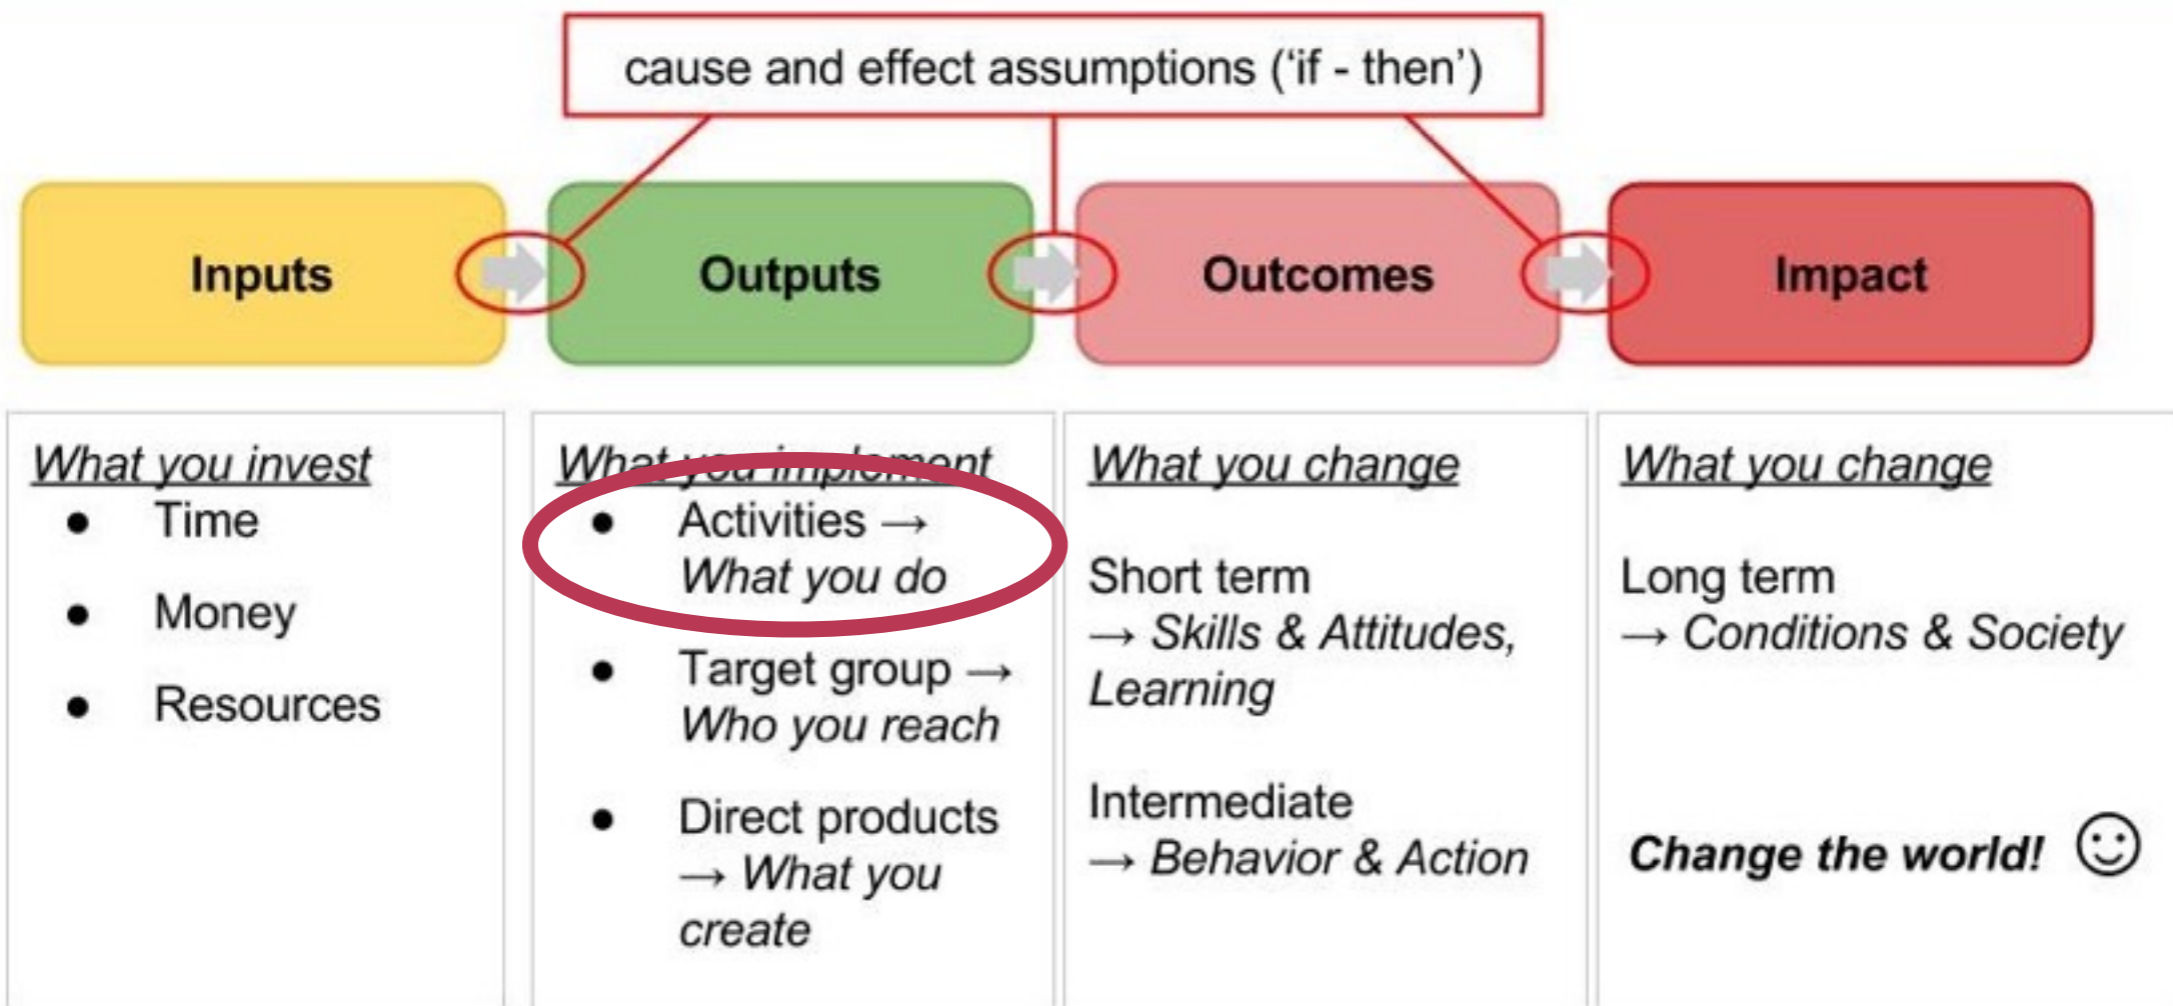 cause and effect assumptions (‘if - then’)
Inputs
Outputs
Outcomes
Impact
What you invest
● Time
● Money
● Resources
What you implement
● Activities →
What you do
● Target group →
Who you reach
● Direct products
→ What you
create
What you change
Short term
→ Skills & Attitudes,
Learning
Intermediate
→ Behavior & Action
What you change
Long term
→ Conditions & Society
Change the world! ☺